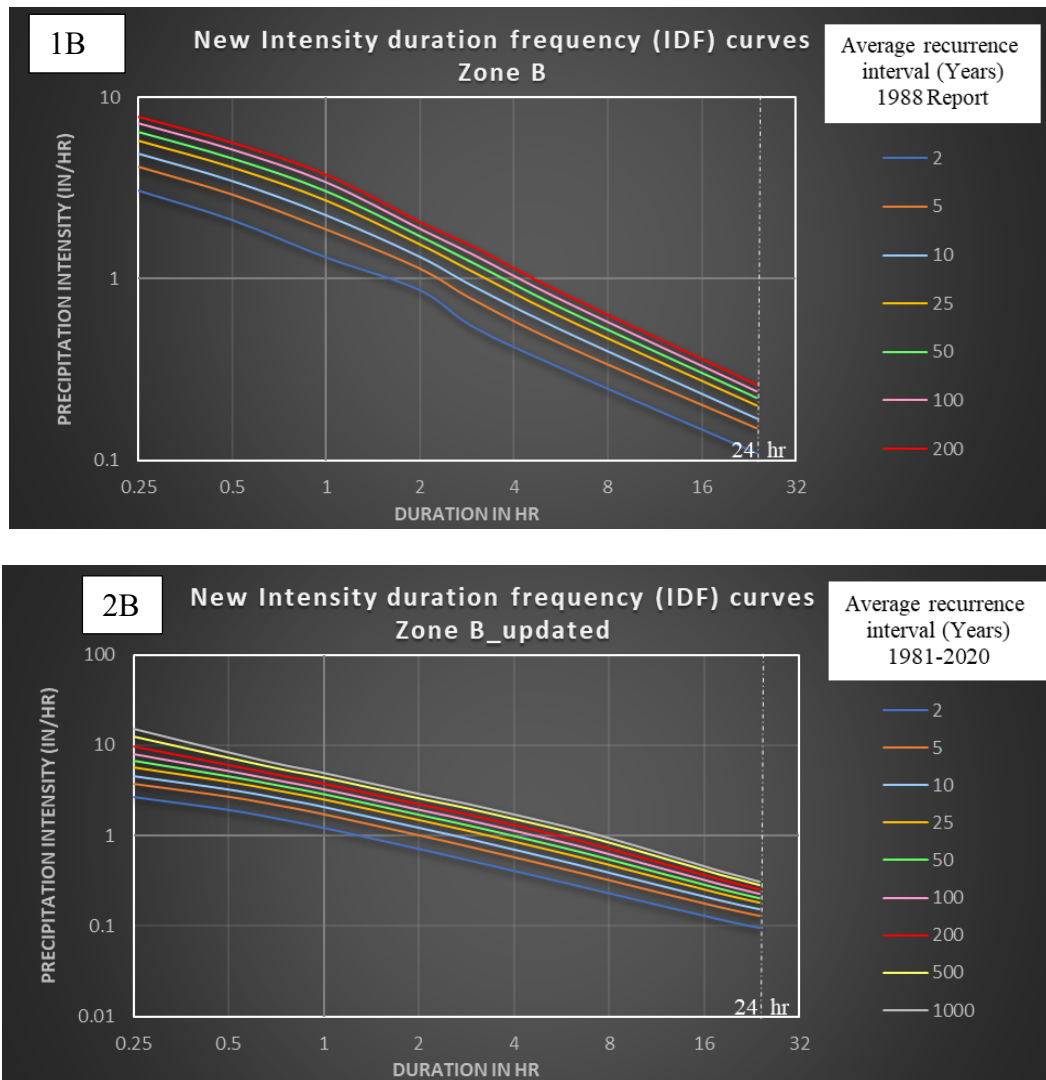 1B
New Intensity duration frequency (IDF) curves
Zone B
Average recurrence
interval (Years)
1988 Report
PRECIPITATION INTENSITY (IN/HR)
10
1
0.1
0.25
0.5
1
2
4
8
16
32
24 hr
DURATION IN HR
2
5
10
25
50
100
200
2B
New Intensity duration frequency (IDF) curves
Zone B_updated
Average recurrence
interval (Years)
1981-2020
PRECIPITATION INTENSITY (IN/HR)
100
10
1
0.1
0.01
0.25
0.5
1
2
4
8
16
32
24 hr
DURATION IN HR
2
5
10
25
50
100
200
500
1000